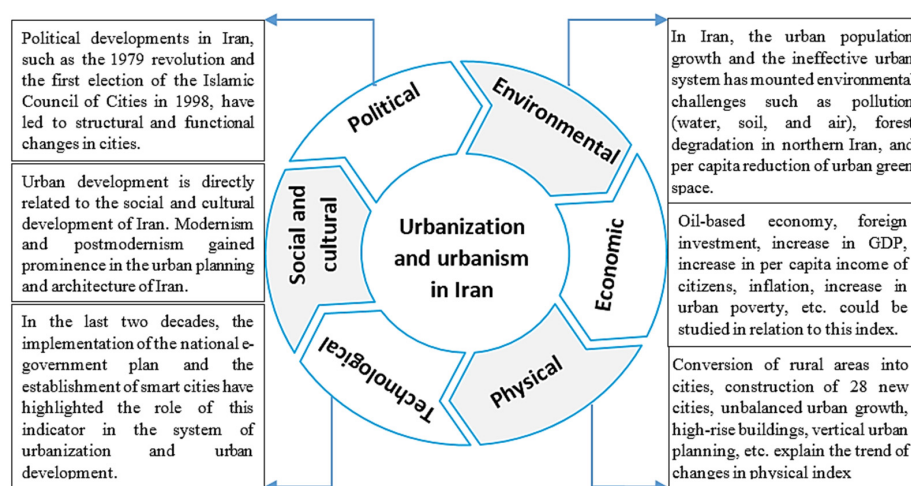 Political developments in Iran,
such as the 1979 revolution and
the first election of the Islamic
Council of Cities in 1998, have
led to structural and functional
changes in cities.
Urban development is directly
related to the social and cultural
development of Iran. Modernism
and postmodernism gained
prominence in the urban planning
and architecture of Iran.
In the last two decades, the
implementation of the national e-
government plan and the
establishment of smart cities have
highlighted the role of this
indicator in the system of
urbanization and urban
development.
Political
Environmental
Social and
cultural
Urbanization
and urbanism
in Iran
Economic
Technological
Physical
In Iran, the urban population
growth and the ineffective urban
system has mounted environmental
challenges such as pollution
(water, soil, and air), forest
degradation in northern Iran, and
per capita reduction of urban green
space.
Oil-based economy, foreign
investment, increase in GDP,
increase in per capita income of
citizens, inflation, increase in
urban poverty, etc. could be
studied in relation to this index.
Conversion of rural areas into
cities, construction of 28 new
cities, unbalanced urban growth,
high-rise buildings, vertical urban
planning, etc. explain the trend of
changes in physical index